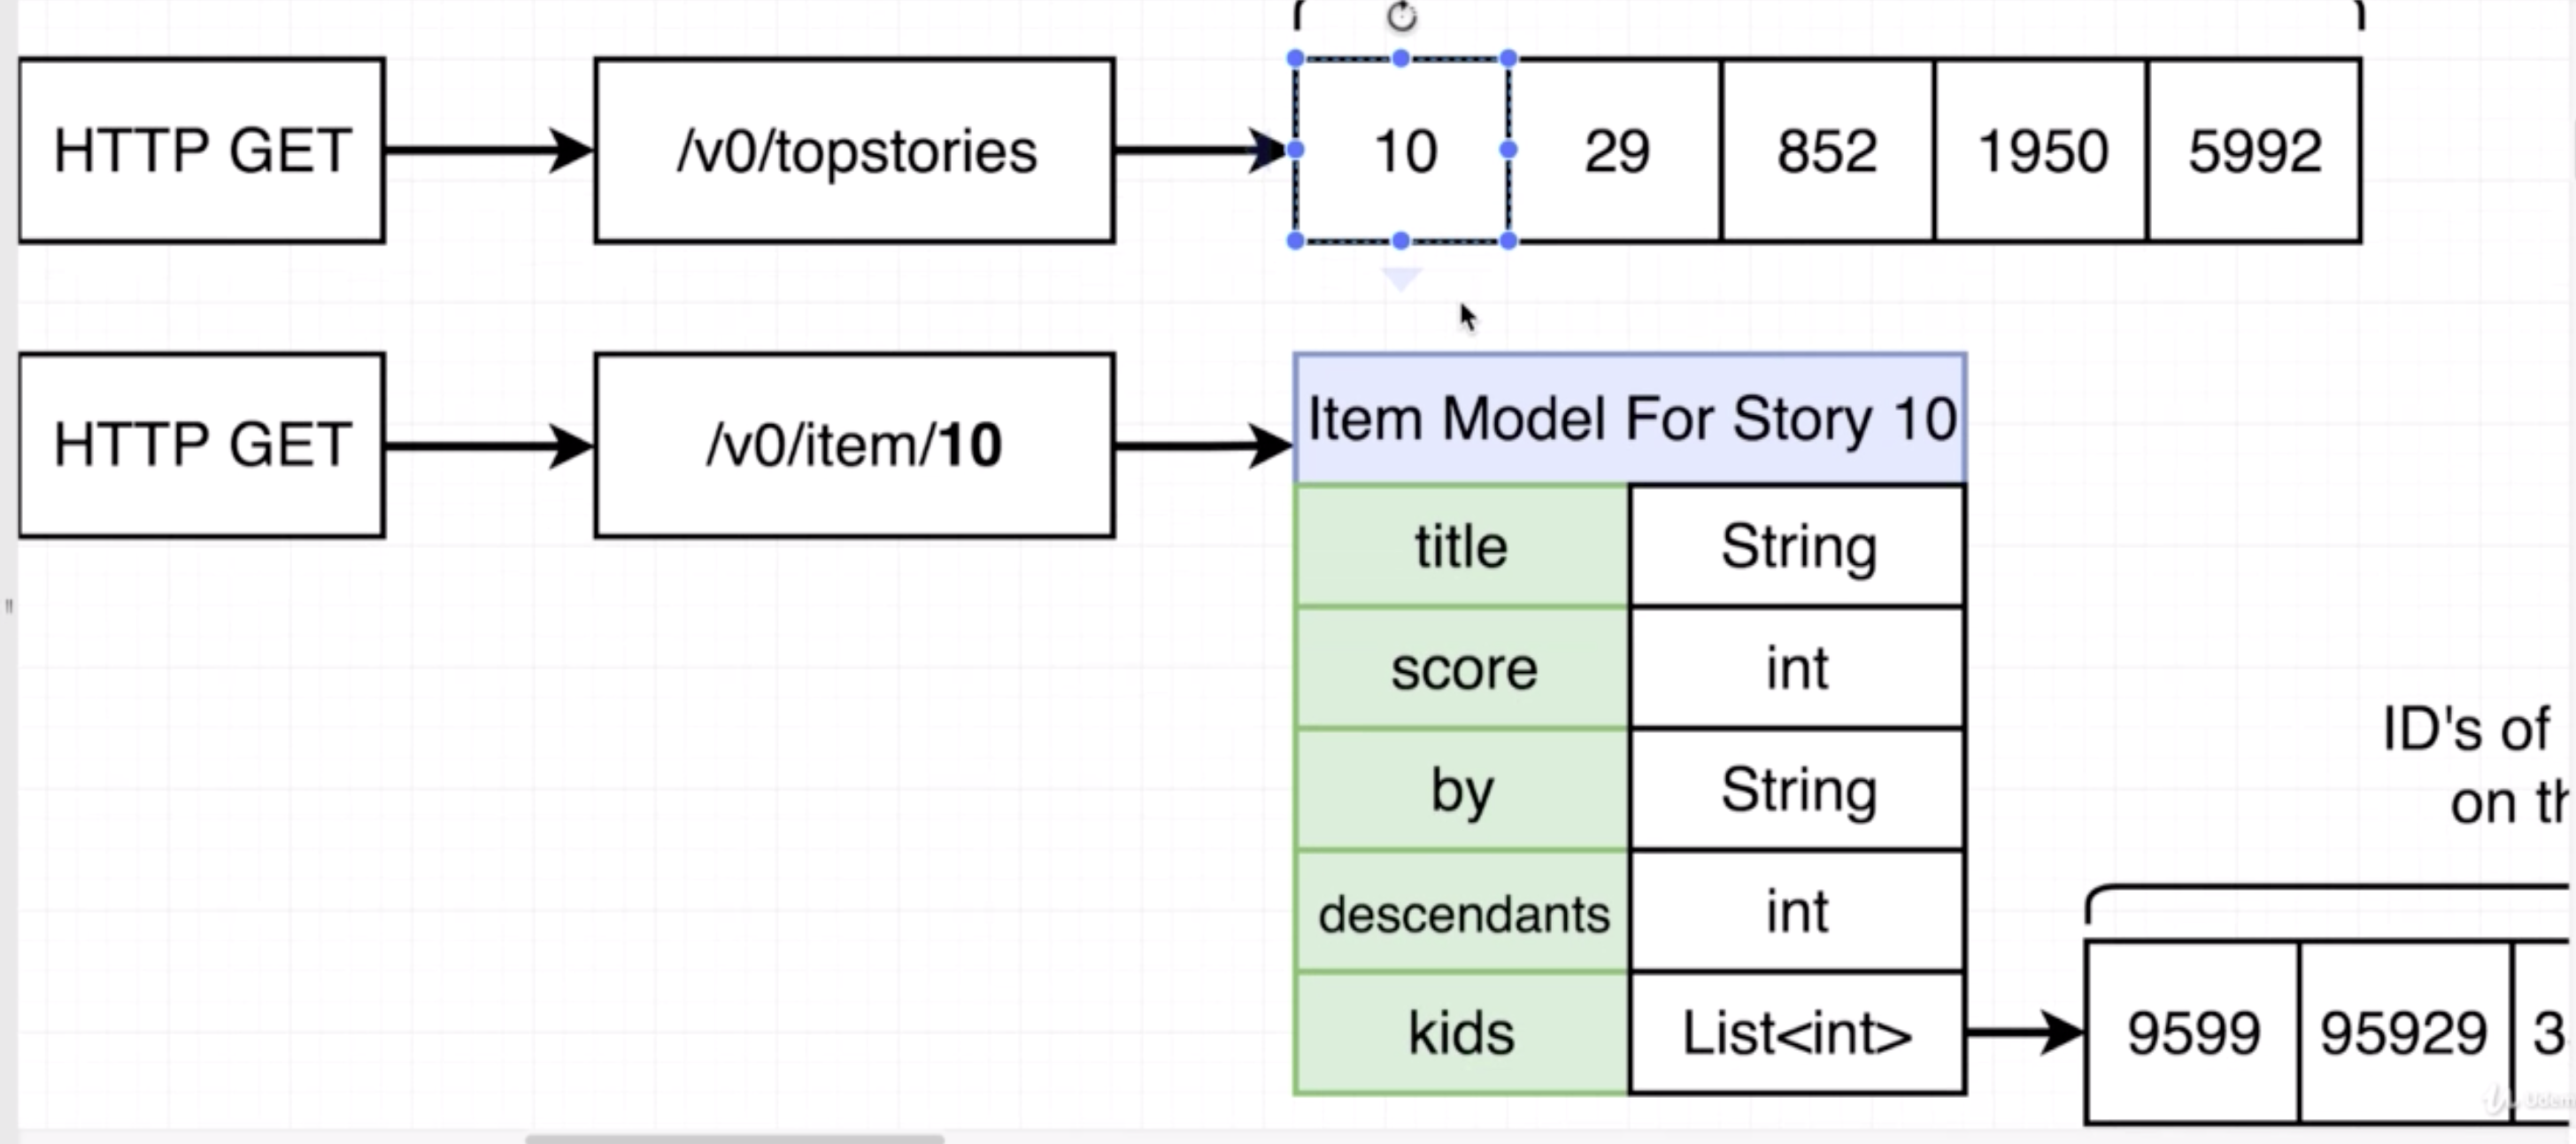 HTTP GET
/v0/topstories
10
29
852
1950
5992
HTTP GET
/v0/item/10
Item Model For Story 10
title
String
score
int
by
String
descendants
int
kids
List<int>
ID's of
on
9599
95929
3